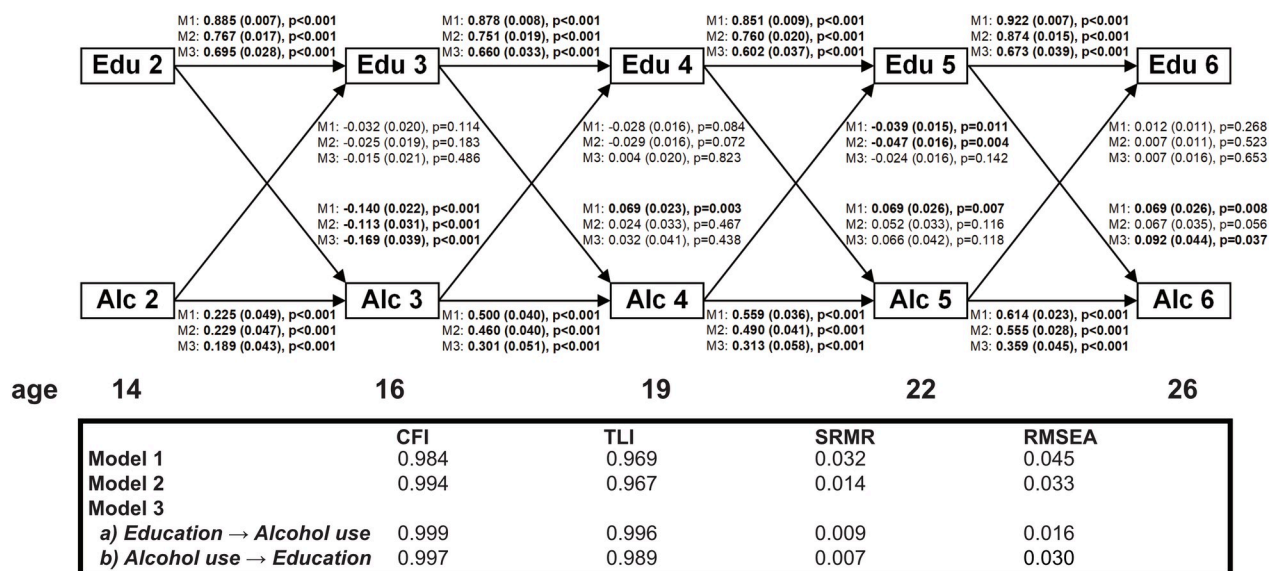 M1: 0.885 (0.007), p<0.001
M2: 0.767 (0.017), p<0.001
M3: 0.695 (0.028), p<0.001
M1: 0.878 (0.008), p<0.001
M2: 0.751 (0.019), p<0.001
M3: 0.660 (0.033), p<0.001
M1: 0.851 (0.009), p<0.001
M2: 0.760 (0.020), p<0.001
M3: 0.602 (0.037), p<0.001
M1: 0.922 (0.007), p<0.001
M2: 0.874 (0.015), p<0.001
M3: 0.673 (0.039), p<0.001
Edu 2
Edu 3
Edu 4
Edu 5
Edu 6
M1: -0.032 (0.020), p=0.114
M2: -0.025 (0.019), p=0.183
M3: -0.015 (0.021), p=0.486
M1: -0.028 (0.016), p=0.084
M2: -0.029 (0.016), p=0.072
M3: 0.004 (0.020), p=0.823
M1: -0.039 (0.015), p=0.011
M2: -0.047 (0.016), p=0.004
M3: -0.024 (0.016), p=0.142
M1: 0.012 (0.011), p=0.268
M2: 0.007 (0.011), p=0.523
M3: 0.007 (0.016), p=0.653
M1: -0.140 (0.022), p<0.001
M2: -0.113 (0.031), p<0.001
M3: -0.169 (0.039), p<0.001
M1: 0.069 (0.023), p=0.003
M2: 0.024 (0.033), p=0.467
M3: 0.032 (0.041), p=0.438
M1: 0.069 (0.026), p=0.007
M2: 0.052 (0.033), p=0.116
M3: 0.066 (0.042), p=0.118
M1: 0.069 (0.026), p=0.008
M2: 0.067 (0.035), p=0.056
M3: 0.092 (0.044), p=0.037
Alc 2
Alc 3
Alc 4
Alc 5
Alc 6
M1: 0.225 (0.049), p<0.001
M2: 0.229 (0.047), p<0.001
M3: 0.189 (0.043), p<0.001
M1: 0.500 (0.040), p<0.001
M2: 0.460 (0.040), p<0.001
M3: 0.301 (0.051), p<0.001
M1: 0.559 (0.036), p<0.001
M2: 0.490 (0.041), p<0.001
M3: 0.313 (0.058), p<0.001
M1: 0.614 (0.023), p<0.001
M2: 0.555 (0.028), p<0.001
M3: 0.359 (0.045), p<0.001
age 14 16 19 22 26
CFI TLI SRMR RMSEA
Model 1 0.984 0.969 0.032 0.045
Model 2 0.994 0.967 0.014 0.033
Model 3
a) Education → Alcohol use 0.999 0.996 0.009 0.016
b) Alcohol use → Education 0.997 0.989 0.007 0.030